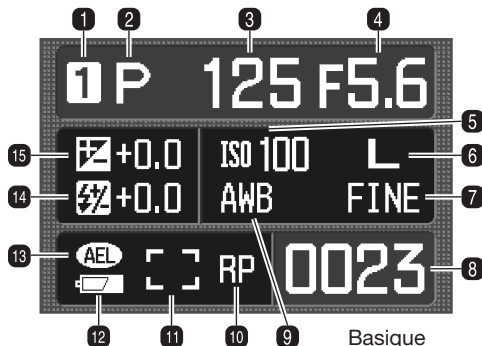 1 2 3 4
1 P 125 F5.6
5
15 +0.0 ISO 100 L 6
14 +0.0 AWB FINE 7
13 AEL RP 0023 8
12 11 10 9 Basique